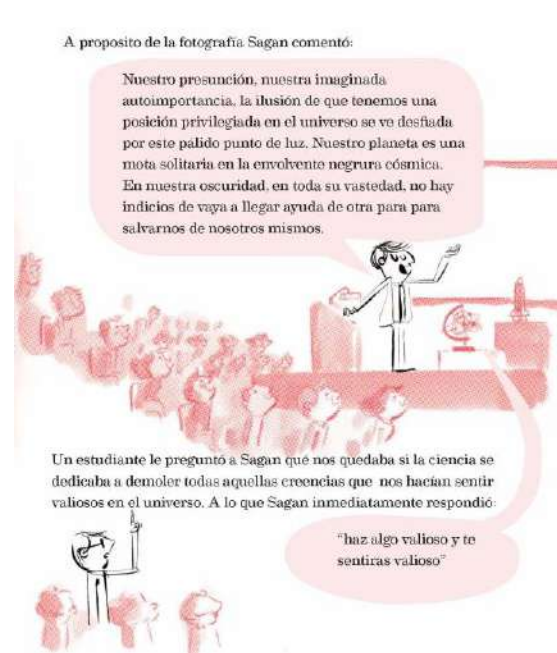 A proposito de la fotografía Sagan comentó:
Nuestro presunción, nuestra imaginada
autoimportancia, la ilusión de que tenemos una
posición privilegiada en el universo se ve desfiada
por este pálido punto de luz. Nuestro planeta es una
mota solitaria en la envolvente negrura cósmica.
En nuestra oscuridad, en toda su vastedad, no hay
indicios de vaya a llegar ayuda de otra para para
salvarnos de nosotros mismos.
Un estudiante le preguntó a Sagan qué nos quedaba si la ciencia se
dedicaba a demoler todas aquellas creencias que nos hacían sentir
valiosos en el universo. A lo que Sagan inmediatamente respondió:
"haz algo valioso y te
sentiras valioso"